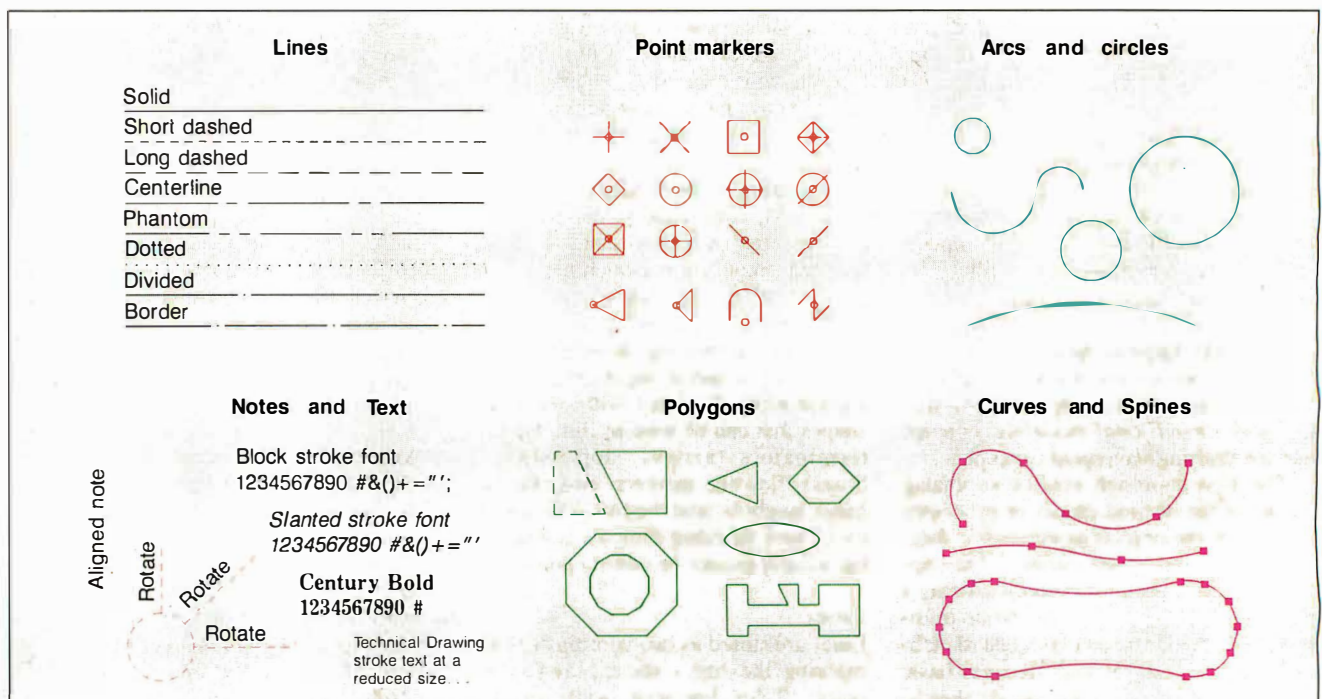 Lines
Solid
Short dashed
Long dashed
Centerline
Phantom
Dotted
Divided
Border
Point markers
Arcs and circles
Notes and Text
Aligned note
Rotate
Rotate
Rotate
Block stroke font
1234567890 #&()+="';
Slanted stroke font
1234567890 #&()+="'
Century Bold
1234567890 #
Technical Drawing
stroke text at a
reduced size...
Polygons
Curves and Spines